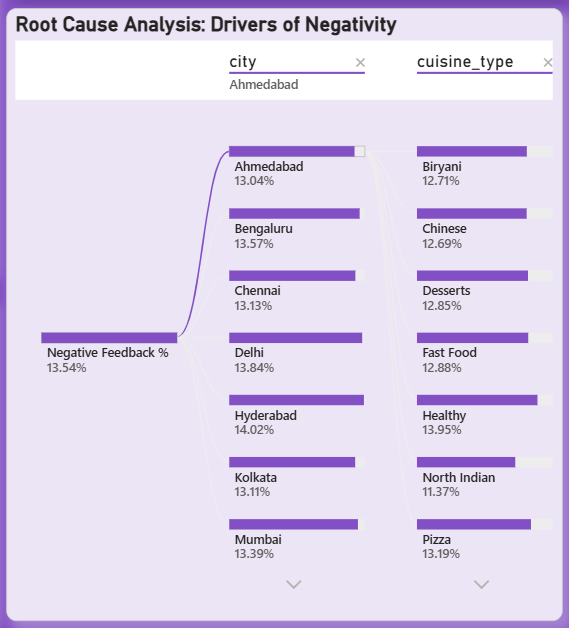 Root Cause Analysis: Drivers of Negativity
city
cuisine_type
Ahmedabad
Negative Feedback %
13.54%
Ahmedabad
13.04%
Bengaluru
13.57%
Chennai
13.13%
Delhi
13.84%
Hyderabad
14.02%
Kolkata
13.11%
Mumbai
13.39%
Biryani
12.71%
Chinese
12.69%
Desserts
12.85%
Fast Food
12.88%
Healthy
13.95%
North Indian
11.37%
Pizza
13.19%